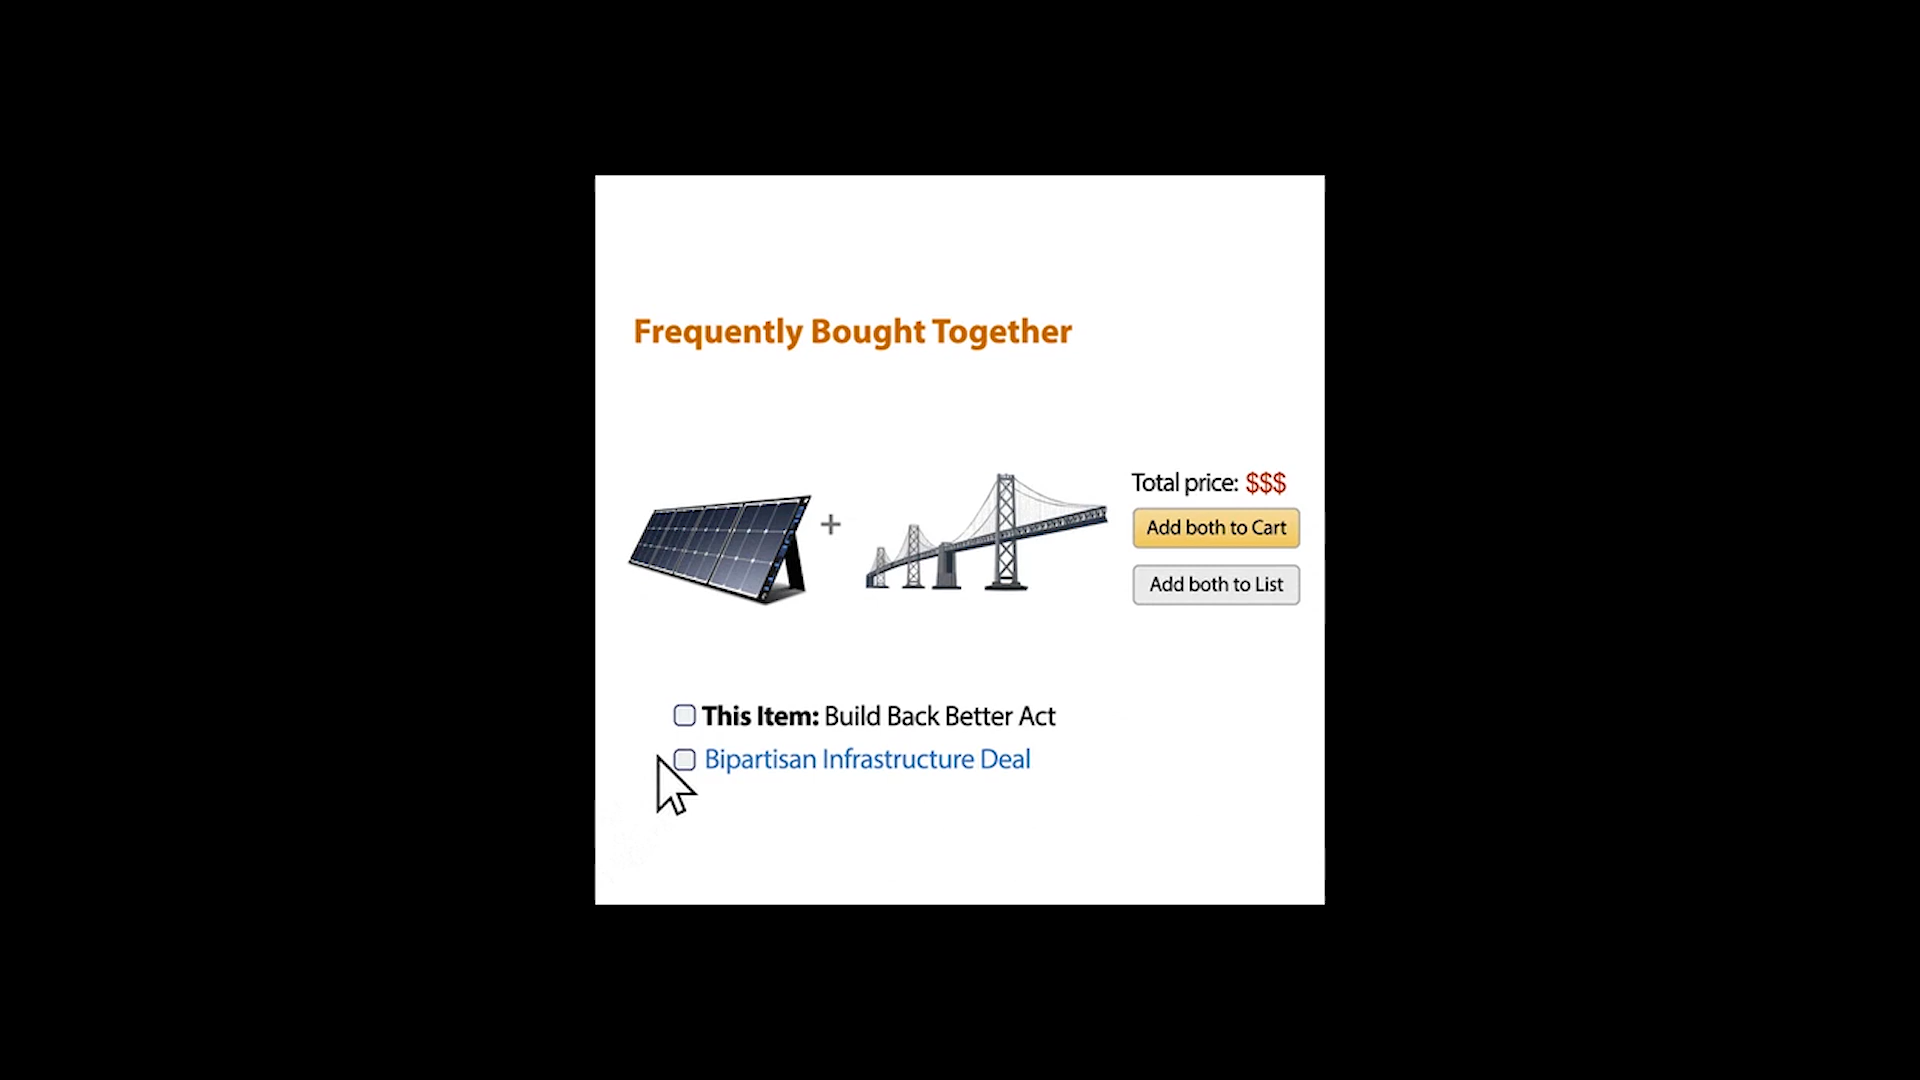 Frequently Bought Together
+
Total price: $$$
Add both to Cart
Add both to List
This Item: Build Back Better Act
Bipartisan Infrastructure Deal